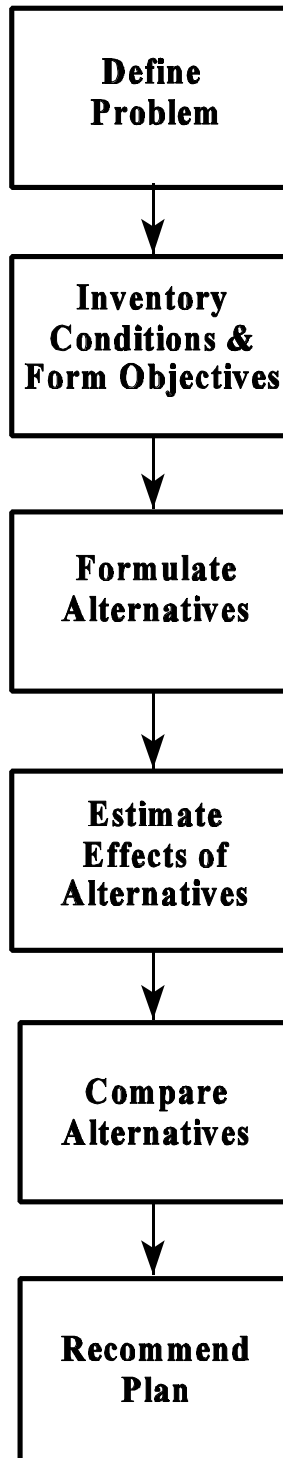 Define
Problem
Inventory
Conditions &
Form Objectives
Formulate
Alternatives
Estimate
Effects of
Alternatives
Compare
Alternatives
Recommend
Plan